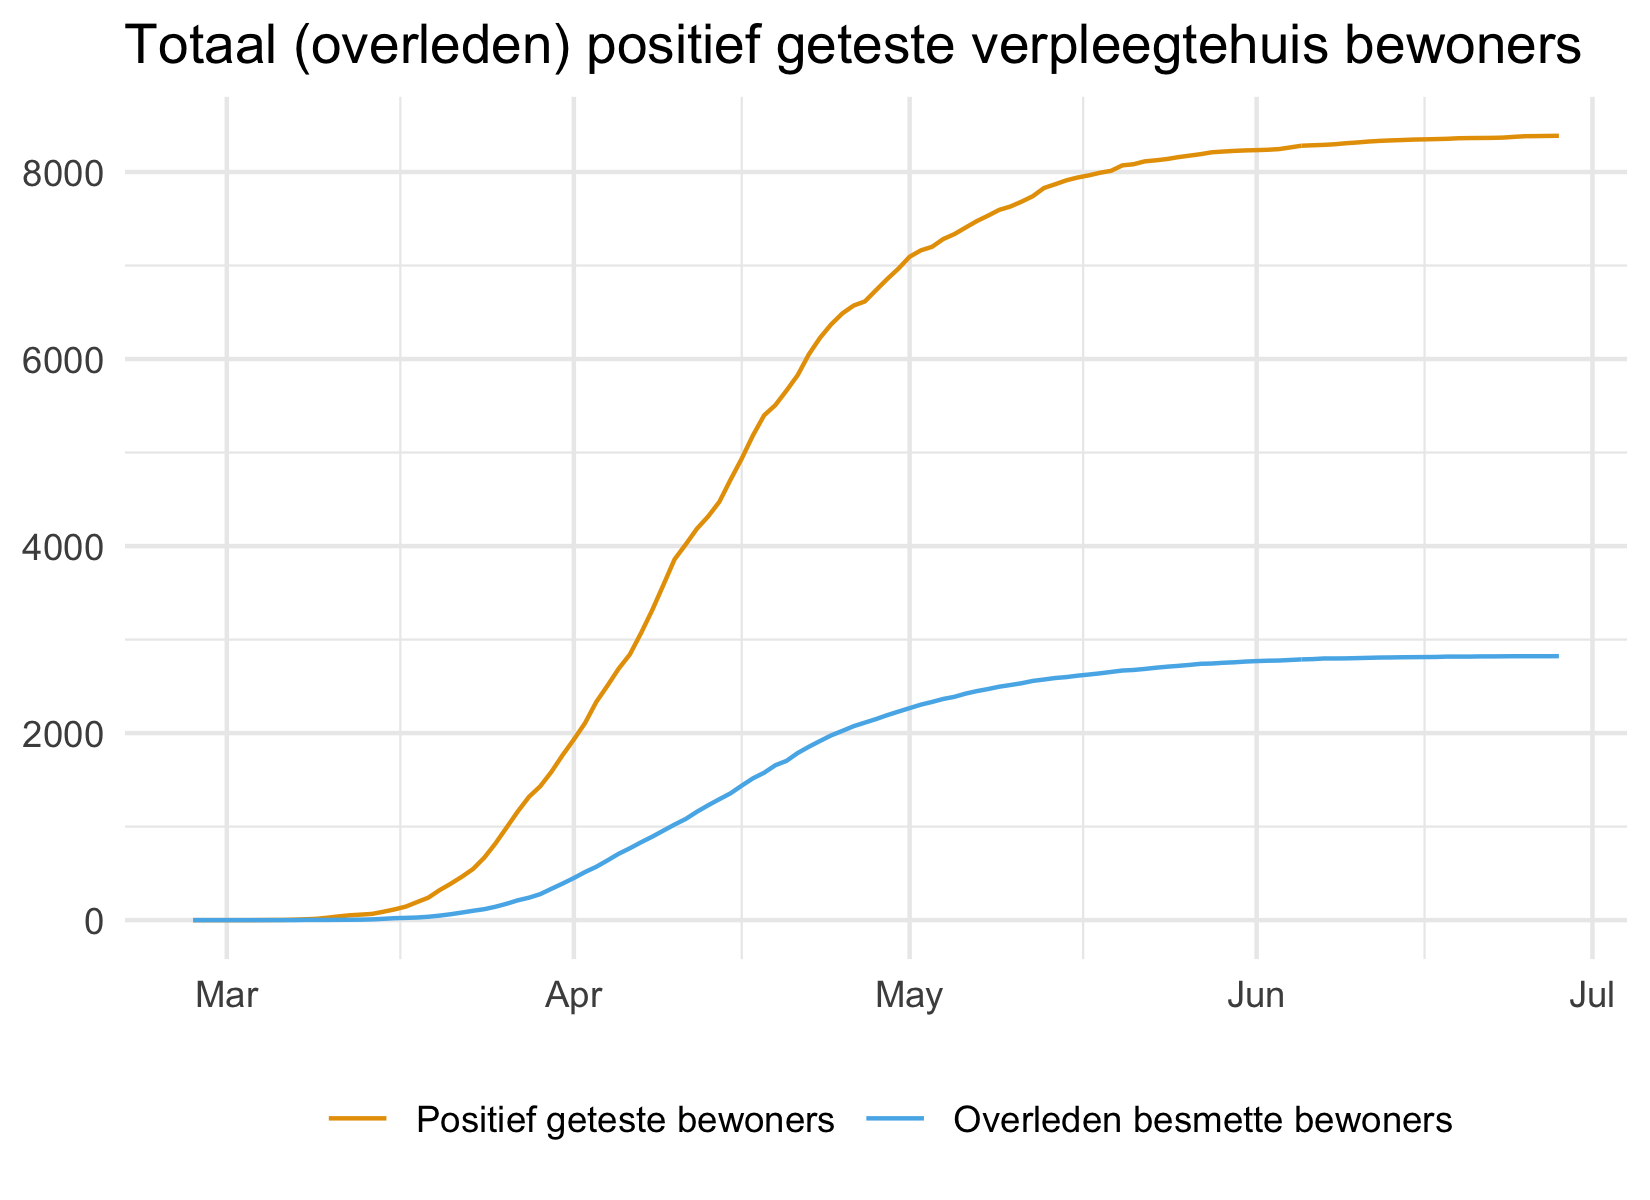 Totaal (overleden) positief geteste verpleegtehuis bewoners
8000
6000
4000
2000
0
Mar Apr May Jun Jul
Positief geteste bewoners Overleden besmette bewoners